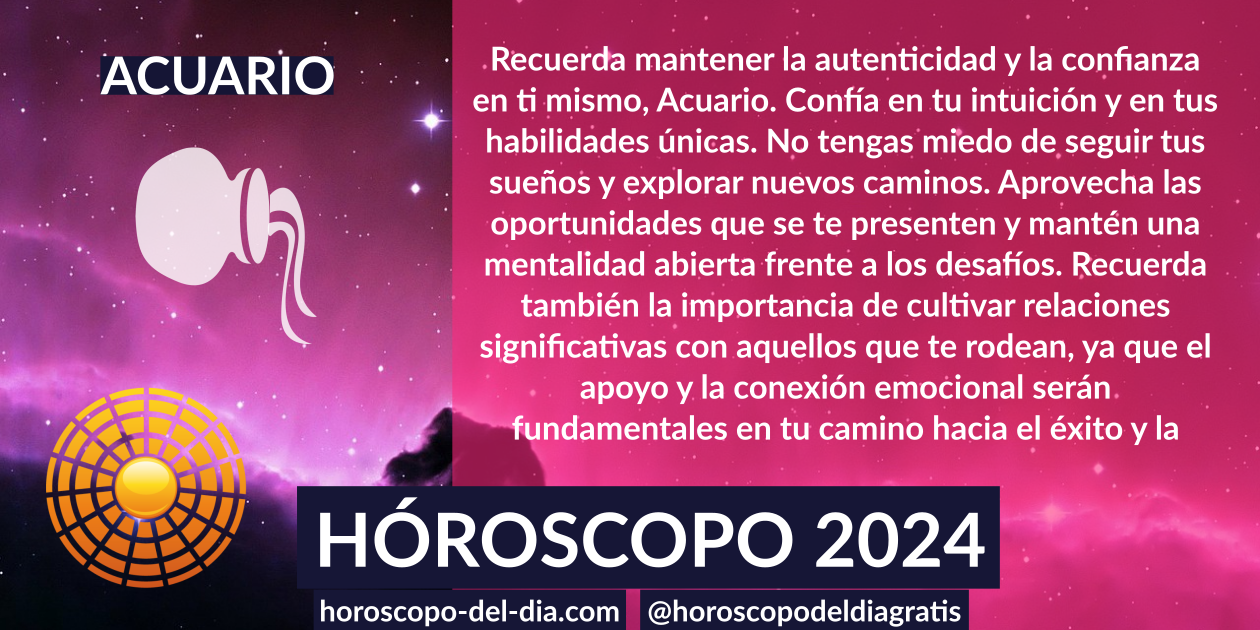 ACUARIO
Recuerda mantener la autenticidad y la confianza
en ti mismo, Acuario. Confía en tu intuición y en tus
habilidades únicas. No tengas miedo de seguir tus
sueños y explorar nuevos caminos. Aprovecha las
oportunidades que se te presenten y mantén una
mentalidad abierta frente a los desafíos. Recuerda
también la importancia de cultivar relaciones
significativas con aquellos que te rodean, ya que el
apoyo y la conexión emocional serán
fundamentales en tu camino hacia el éxito y la
HÓROSCOPO 2024
horoscopo-del-dia.com
@horoscopodeldiagratis